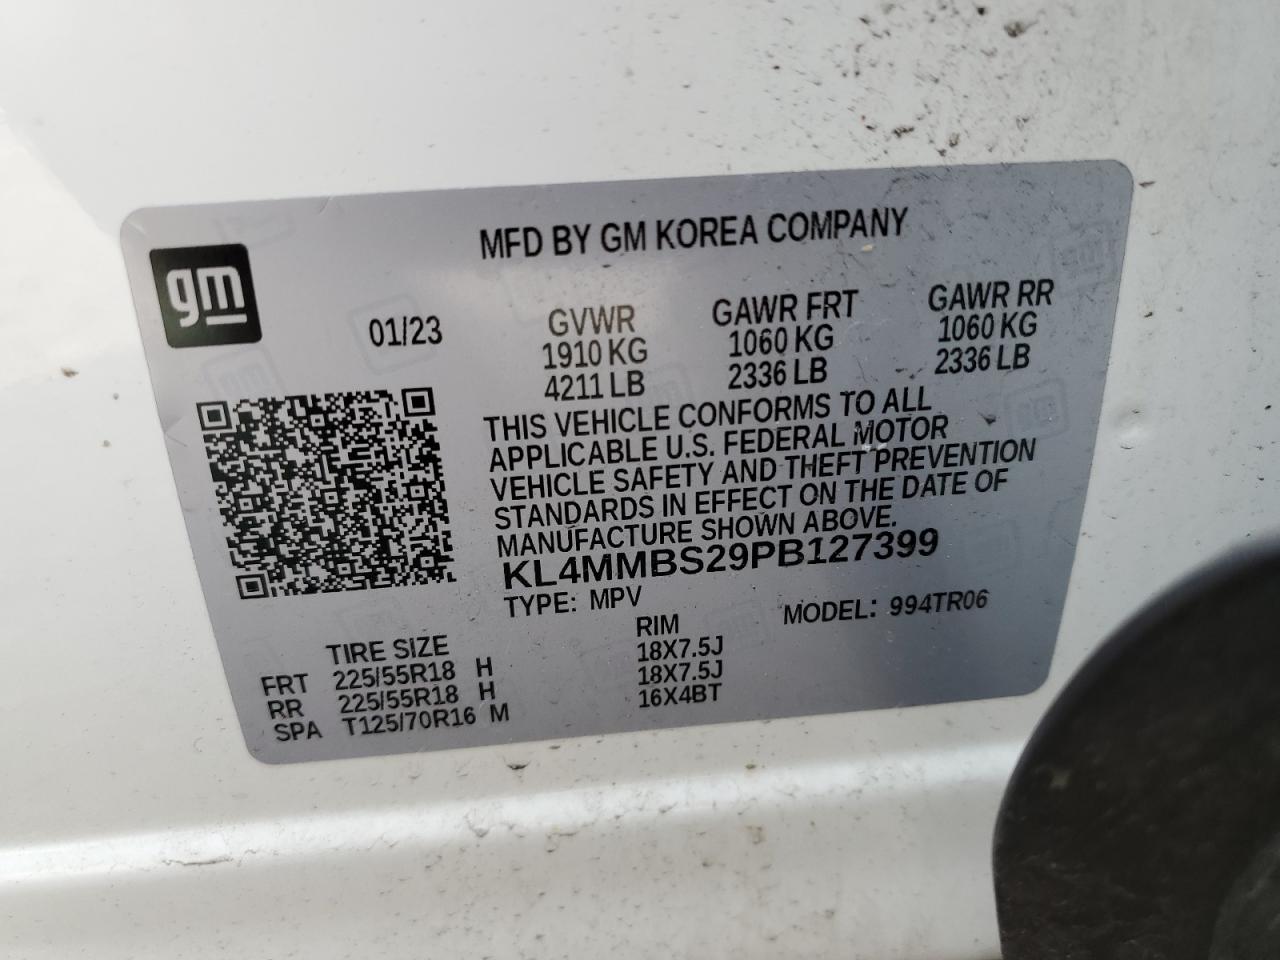 gm
MFD BY GM KOREA COMPANY
01/23
GVWR GAWR FRT GAWR RR
1910 KG 1060 KG 1060 KG
4211 LB 2336 LB 2336 LB
THIS VEHICLE CONFORMS TO ALL
APPLICABLE U.S. FEDERAL MOTOR
VEHICLE SAFETY AND THEFT PREVENTION
STANDARDS IN EFFECT ON THE DATE OF
MANUFACTURE SHOWN ABOVE.
KL4MMBS29PB127399
TYPE: MPV MODEL: 994TR06
TIRE SIZE RIM
FRT 225/55R18 H 18X7.5J
RR 225/55R18 H 18X7.5J
SPA T125/70R16 M 16X4BT